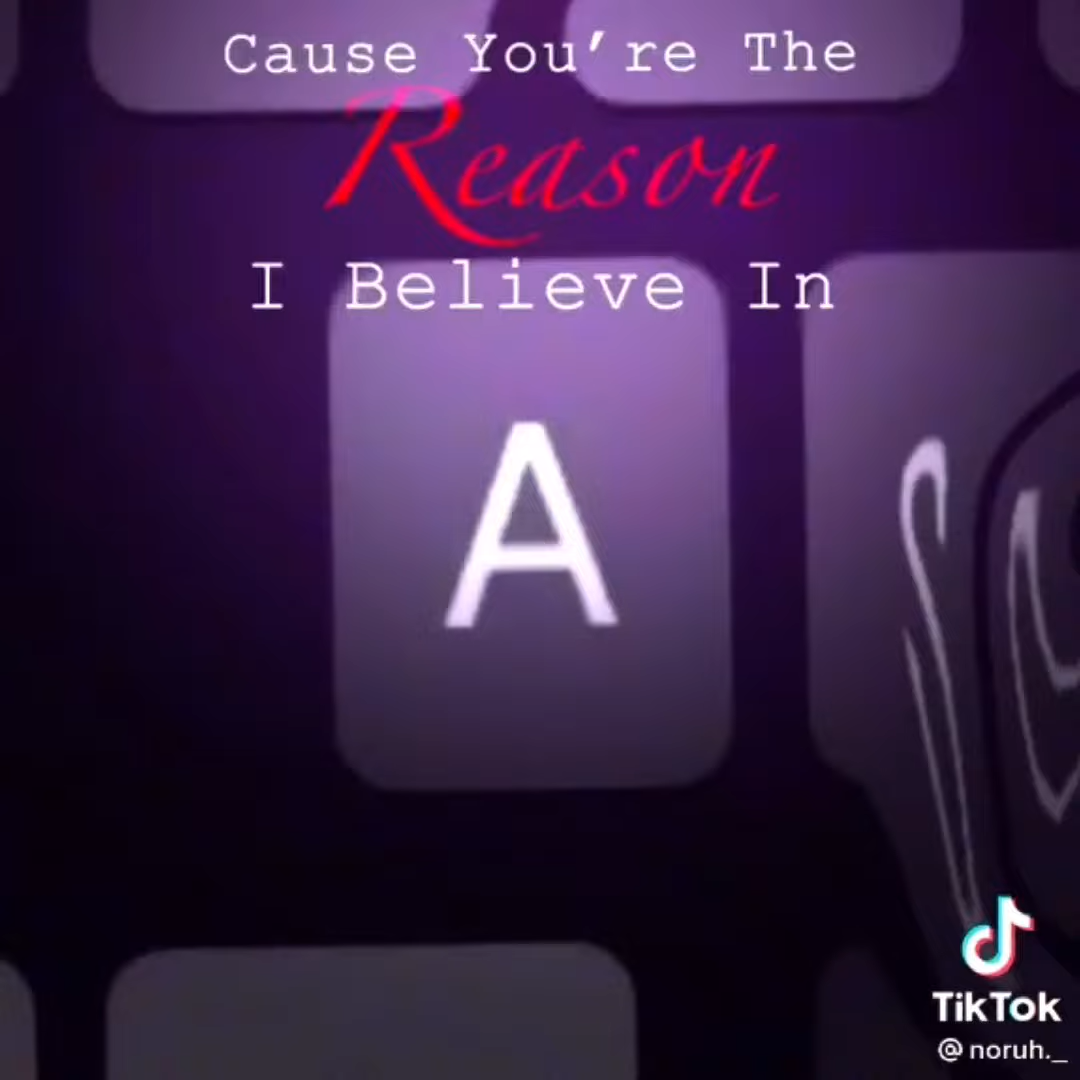 Cause You're The
Reason
I Believe In
A
TikTok
@noruh._